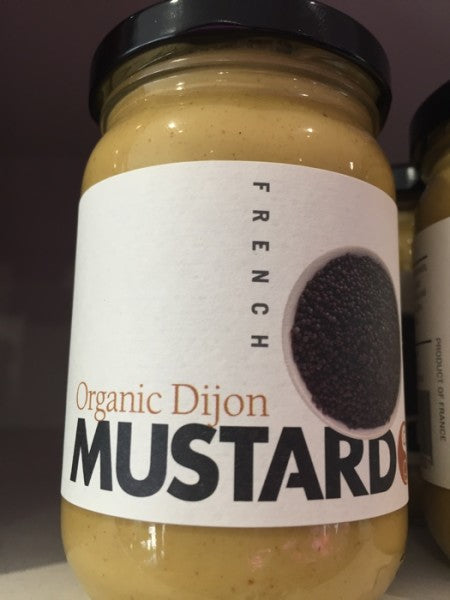 FRENCH
Organic Dijon
MUSTARD
PRODUCT OF FRANCE